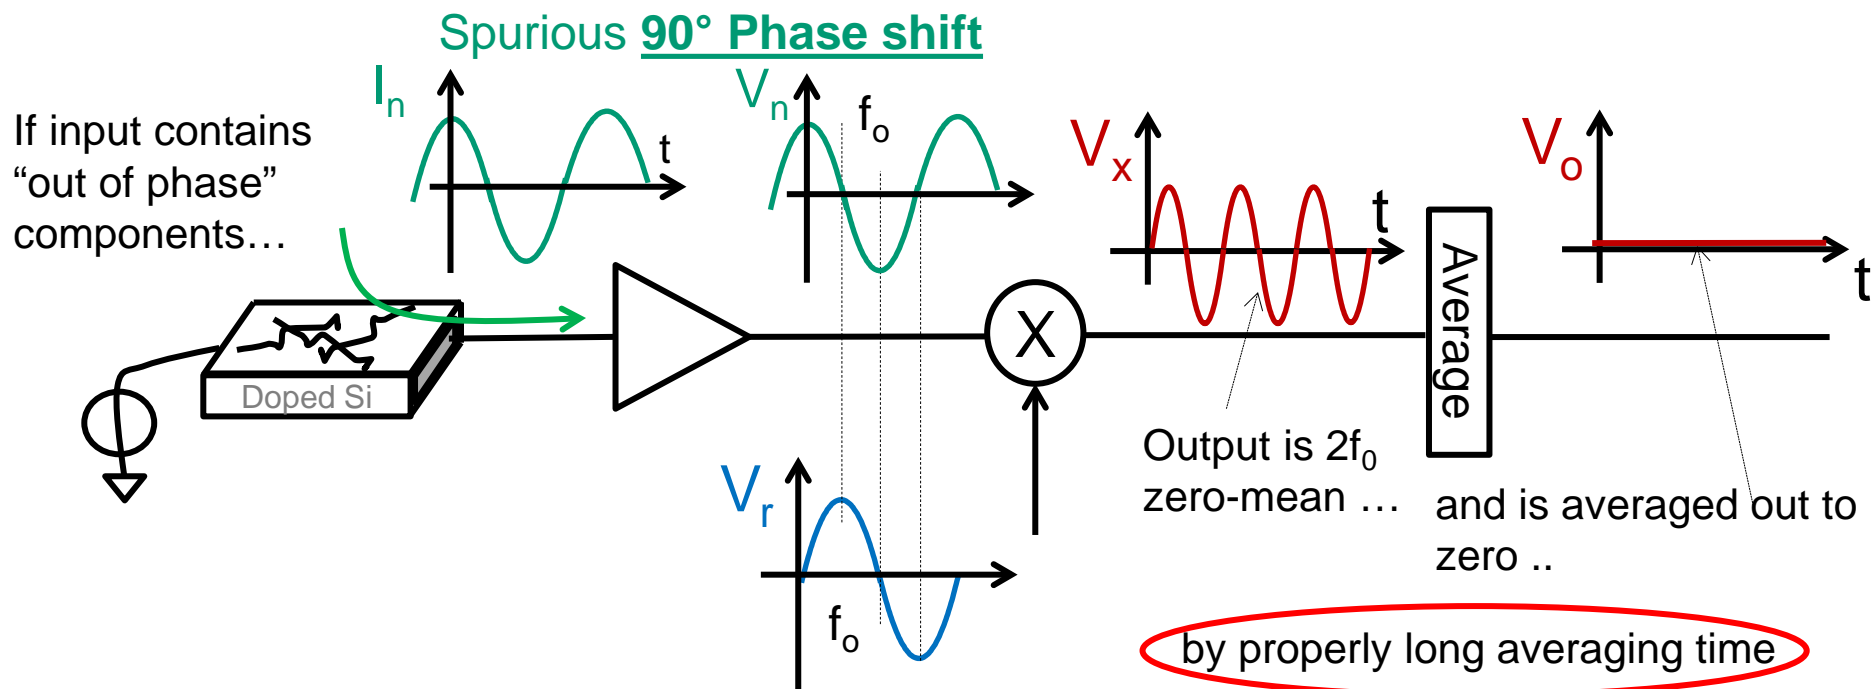 Spurious 90° Phase shift
If input contains
“out of phase”
components…
Iₙ
t
Vₙ
fₒ
Vₓ
t
Vₒ
t
Doped Si
X
Average
Output is 2f₀
zero-mean …
and is averaged out to
zero ..
Vᵣ
fₒ
by properly long averaging time